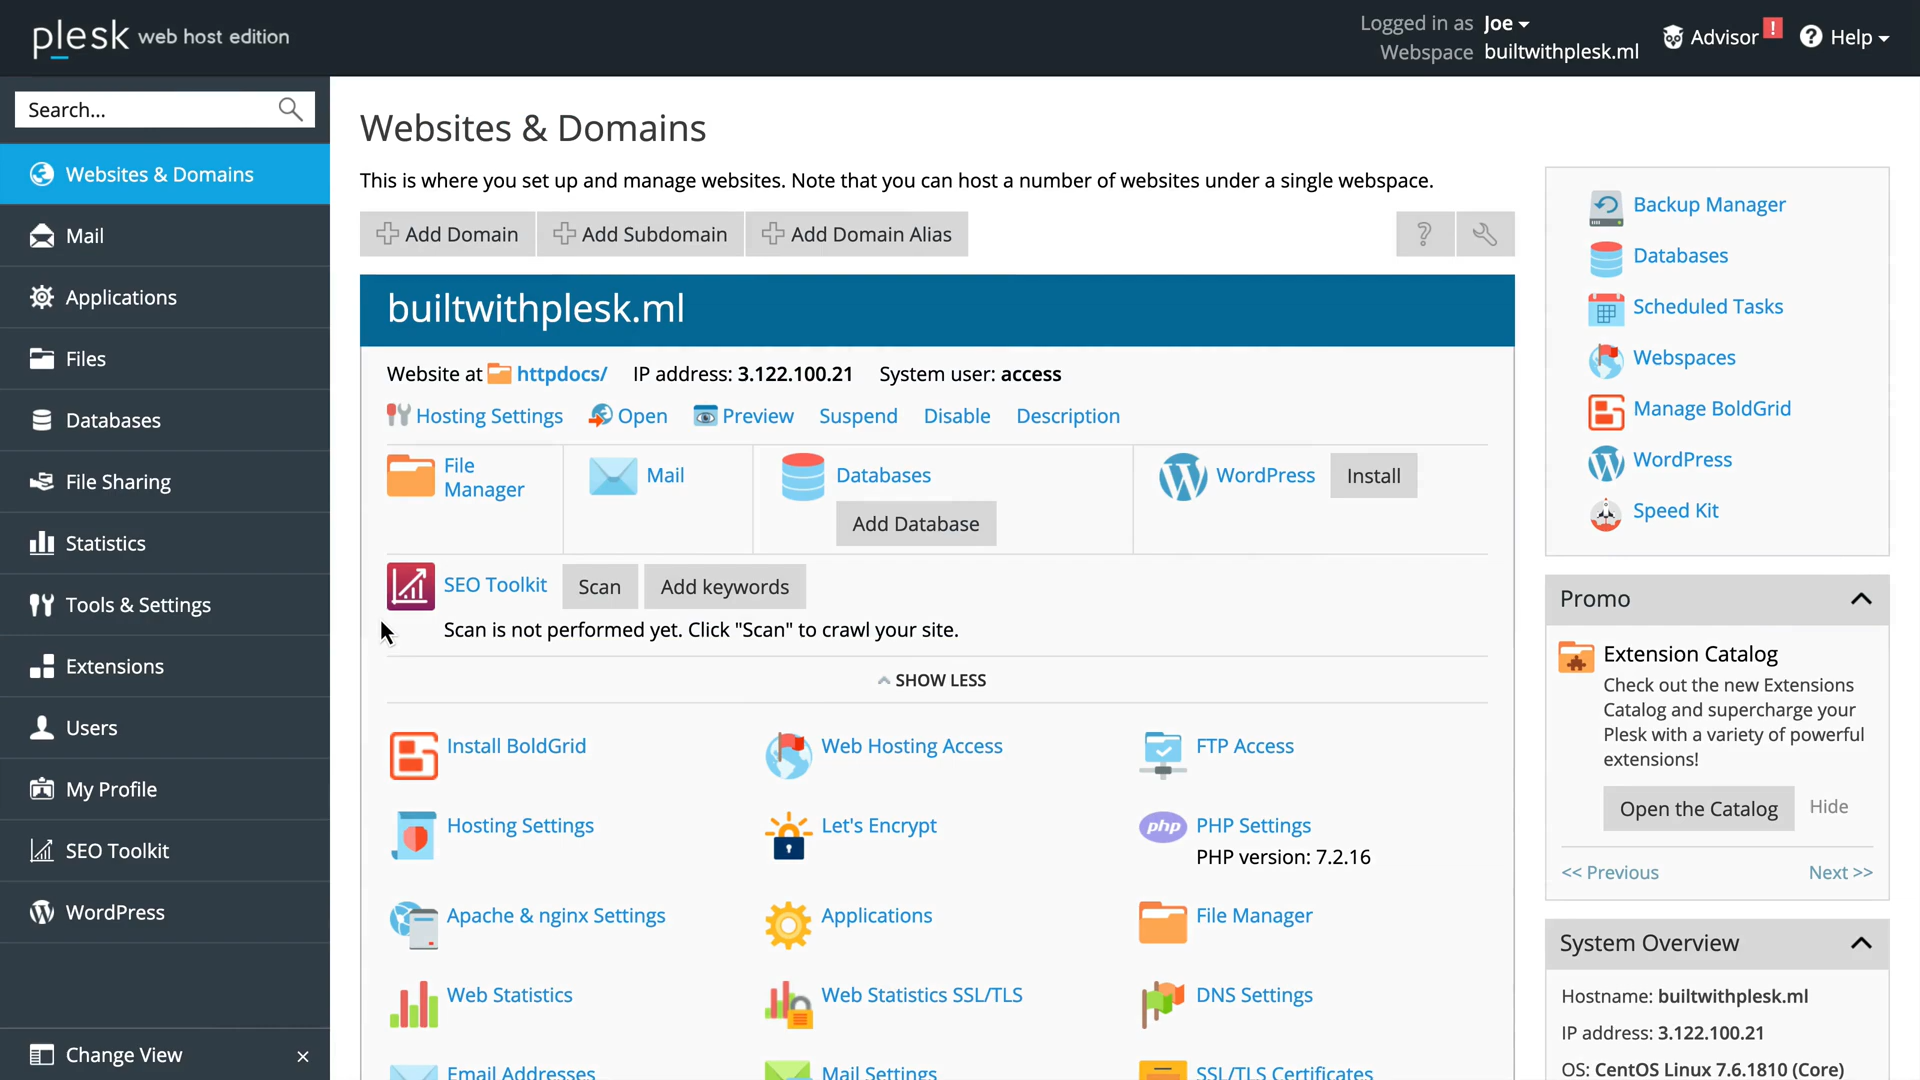 plesk web host edition
Logged in as Joe
Webspace builtwithplesk.ml
Advisor !
? Help
Search...
Websites & Domains
Mail
Applications
Files
Databases
File Sharing
Statistics
Tools & Settings
Extensions
Users
My Profile
SEO Toolkit
WordPress
Change View ×
Websites & Domains
This is where you set up and manage websites. Note that you can host a number of websites under a single webspace.
Add Domain
Add Subdomain
Add Domain Alias
?
builtwithplesk.ml
Website at httpdocs/ IP address: 3.122.100.21 System user: access
Hosting Settings Open Preview Suspend Disable Description
File
Manager
Mail
Databases
Add Database
WordPress Install
SEO Toolkit Scan Add keywords
Scan is not performed yet. Click "Scan" to crawl your site.
SHOW LESS
Install BoldGrid
Web Hosting Access
FTP Access
Hosting Settings
Let's Encrypt
php PHP Settings
PHP version: 7.2.16
Apache & nginx Settings
Applications
File Manager
Web Statistics
Web Statistics SSL/TLS
DNS Settings
Email Addresses
Mail Settings
SSL/TLS Certificates
Backup Manager
Databases
Scheduled Tasks
Webspaces
Manage BoldGrid
WordPress
Speed Kit
Promo
Extension Catalog
Check out the new Extensions
Catalog and supercharge your
Plesk with a variety of powerful
extensions!
Open the Catalog Hide
<< Previous Next >>
System Overview
Hostname: builtwithplesk.ml
IP address: 3.122.100.21
OS: CentOS Linux 7.6.1810 (Core)